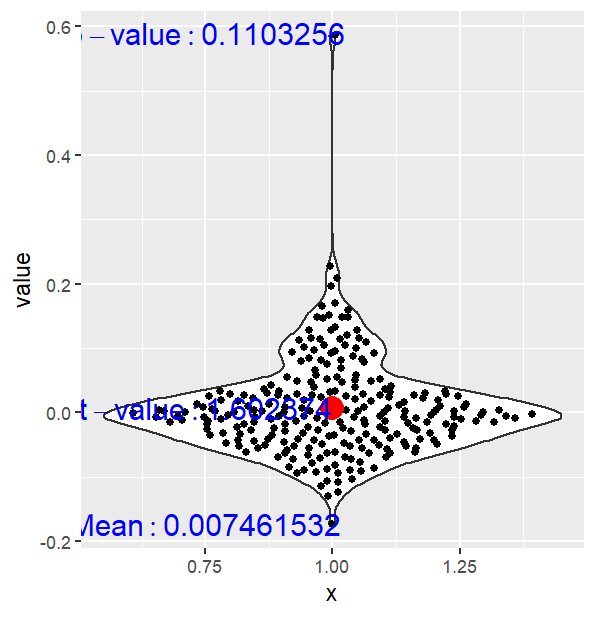 – value : 0.1103256
0.6
0.4
0.2
t – value : 1.602374
0.0
Mean : 0.007461532
-0.2
value
0.75 1.00 1.25
x